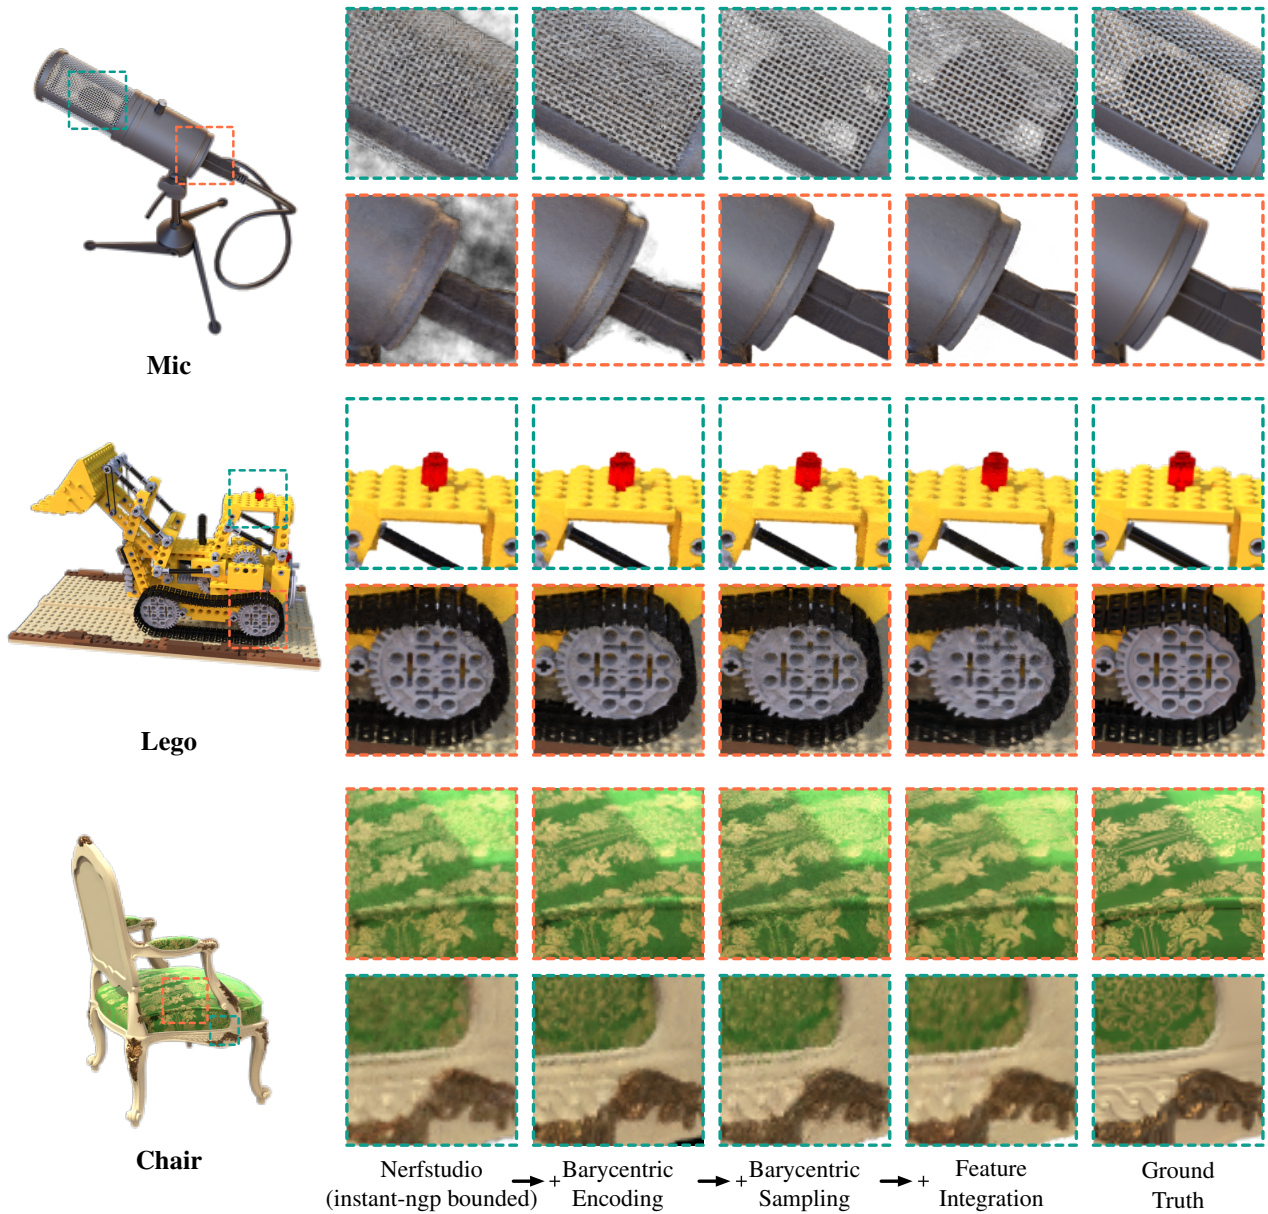 Mic
Lego
Chair
Nerfstudio
(instant-ngp bounded)
+Barycentric
Encoding
+Barycentric
Sampling
+ Feature
Integration
Ground
Truth